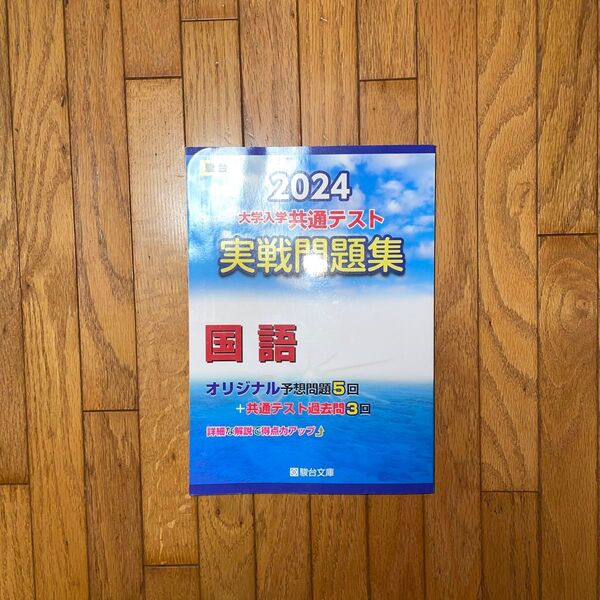 駿台
2024
大学入学共通テスト
実戦問題集
国語
オリジナル予想問題5回
+共通テスト過去問3回
詳細な解説で得点力アップ
駿台文庫